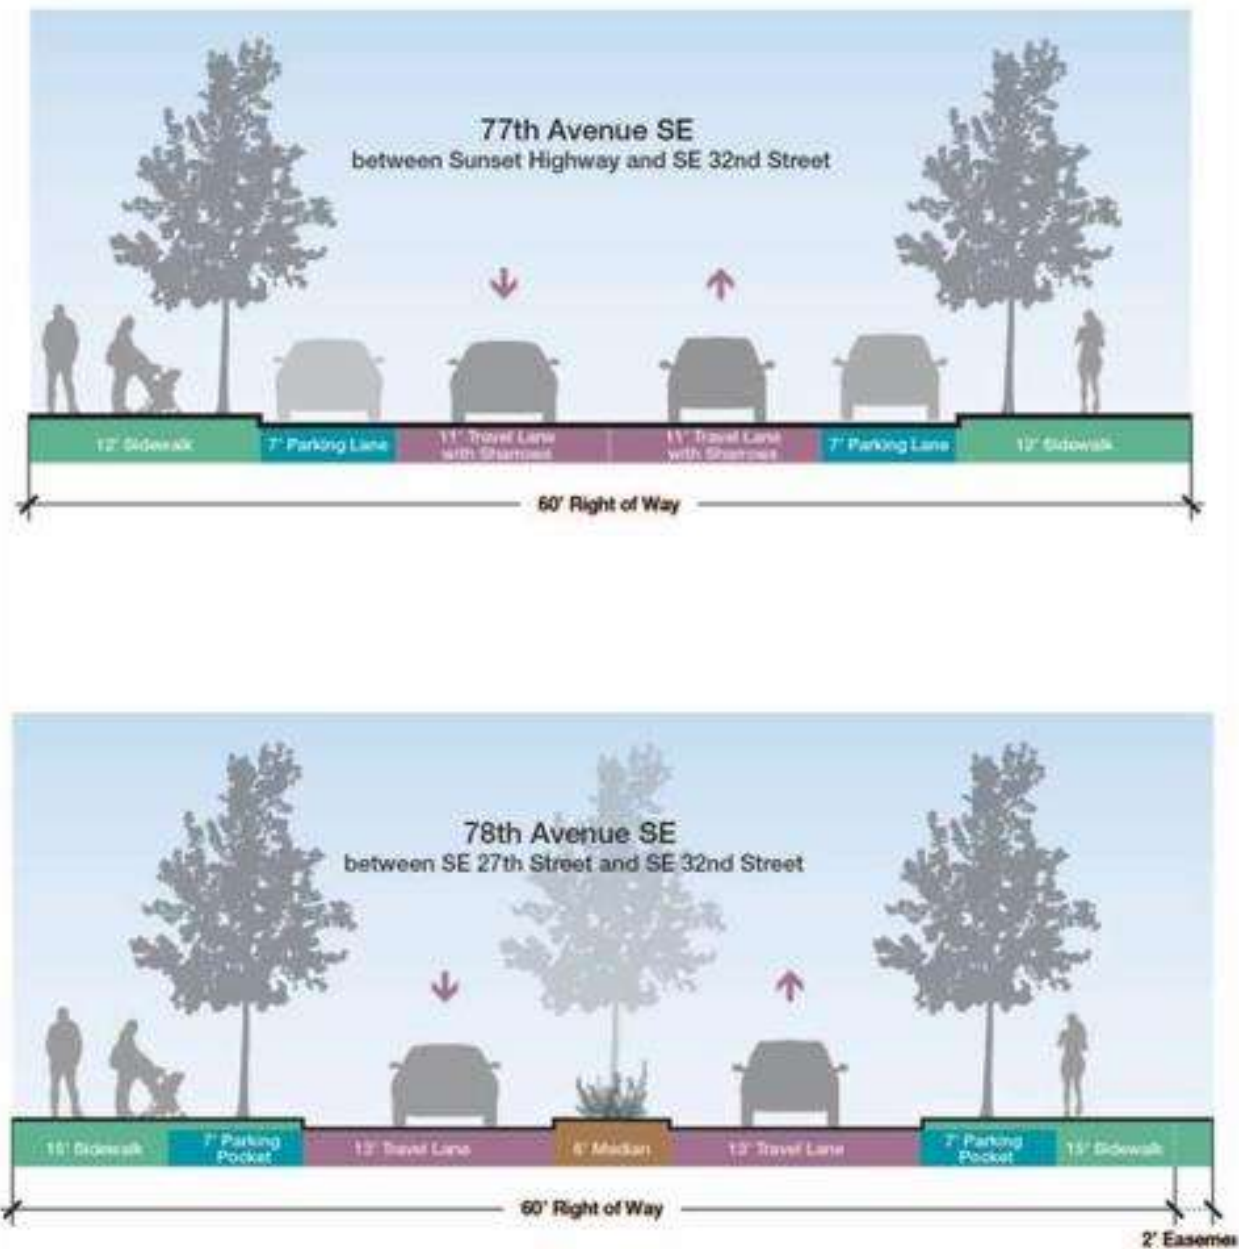 77th Avenue SE
between Sunset Highway and SE 32nd Street
12' Sidewalk
7' Parking Lane
11' Travel Lane
with Sharrows
11' Travel Lane
with Sharrows
7' Parking Lane
12' Sidewalk
60' Right of Way
78th Avenue SE
between SE 27th Street and SE 32nd Street
15' Sidewalk
7' Parking
Pocket
13' Travel Lane
6' Median
13' Travel Lane
7' Parking
Pocket
15' Sidewalk
60' Right of Way
2' Easemen